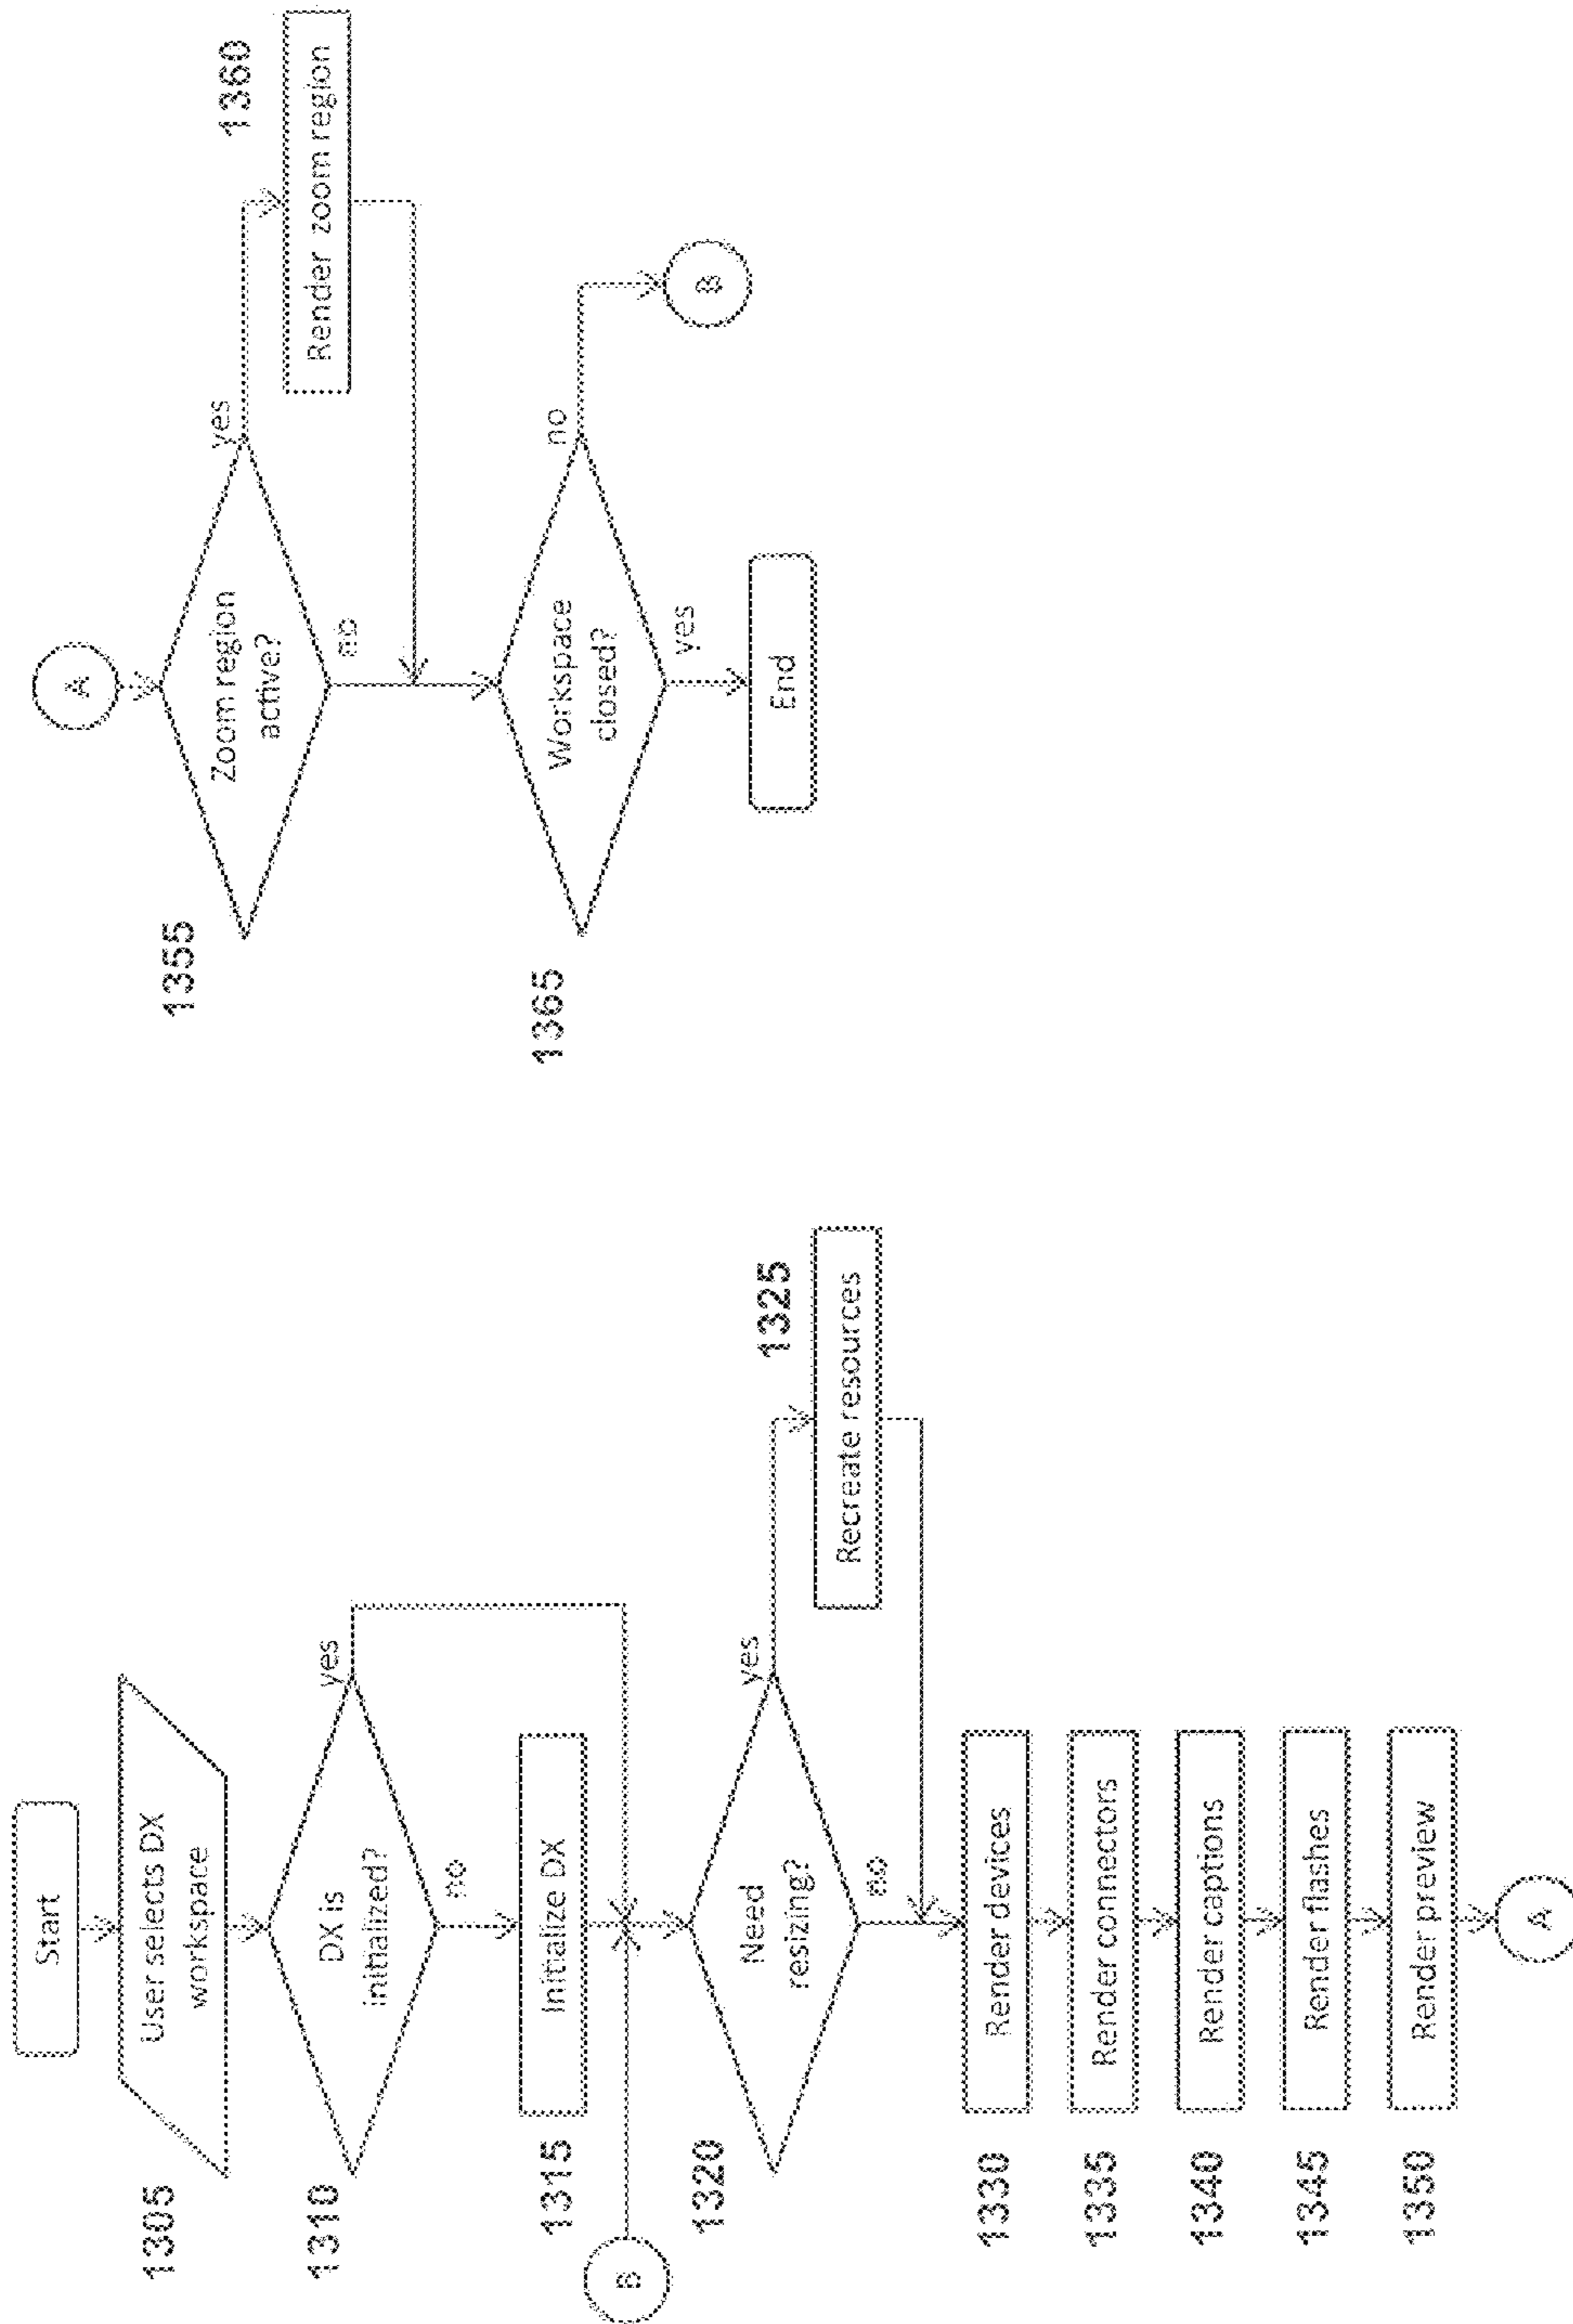 Start
1305
User selects DX
workspace
1310
DX is
initialized?
yes
no
1315
Initialize DX
B
1320
Need
resizing?
yes
no
1325
Recreate resources
1330
Render devices
1335
Render connectors
1340
Render captions
1345
Render flashes
1350
Render preview
A
A
1355
Zoom region
active?
yes
no
1360
Render zoom region
1365
Workspace
closed?
no
yes
B
End